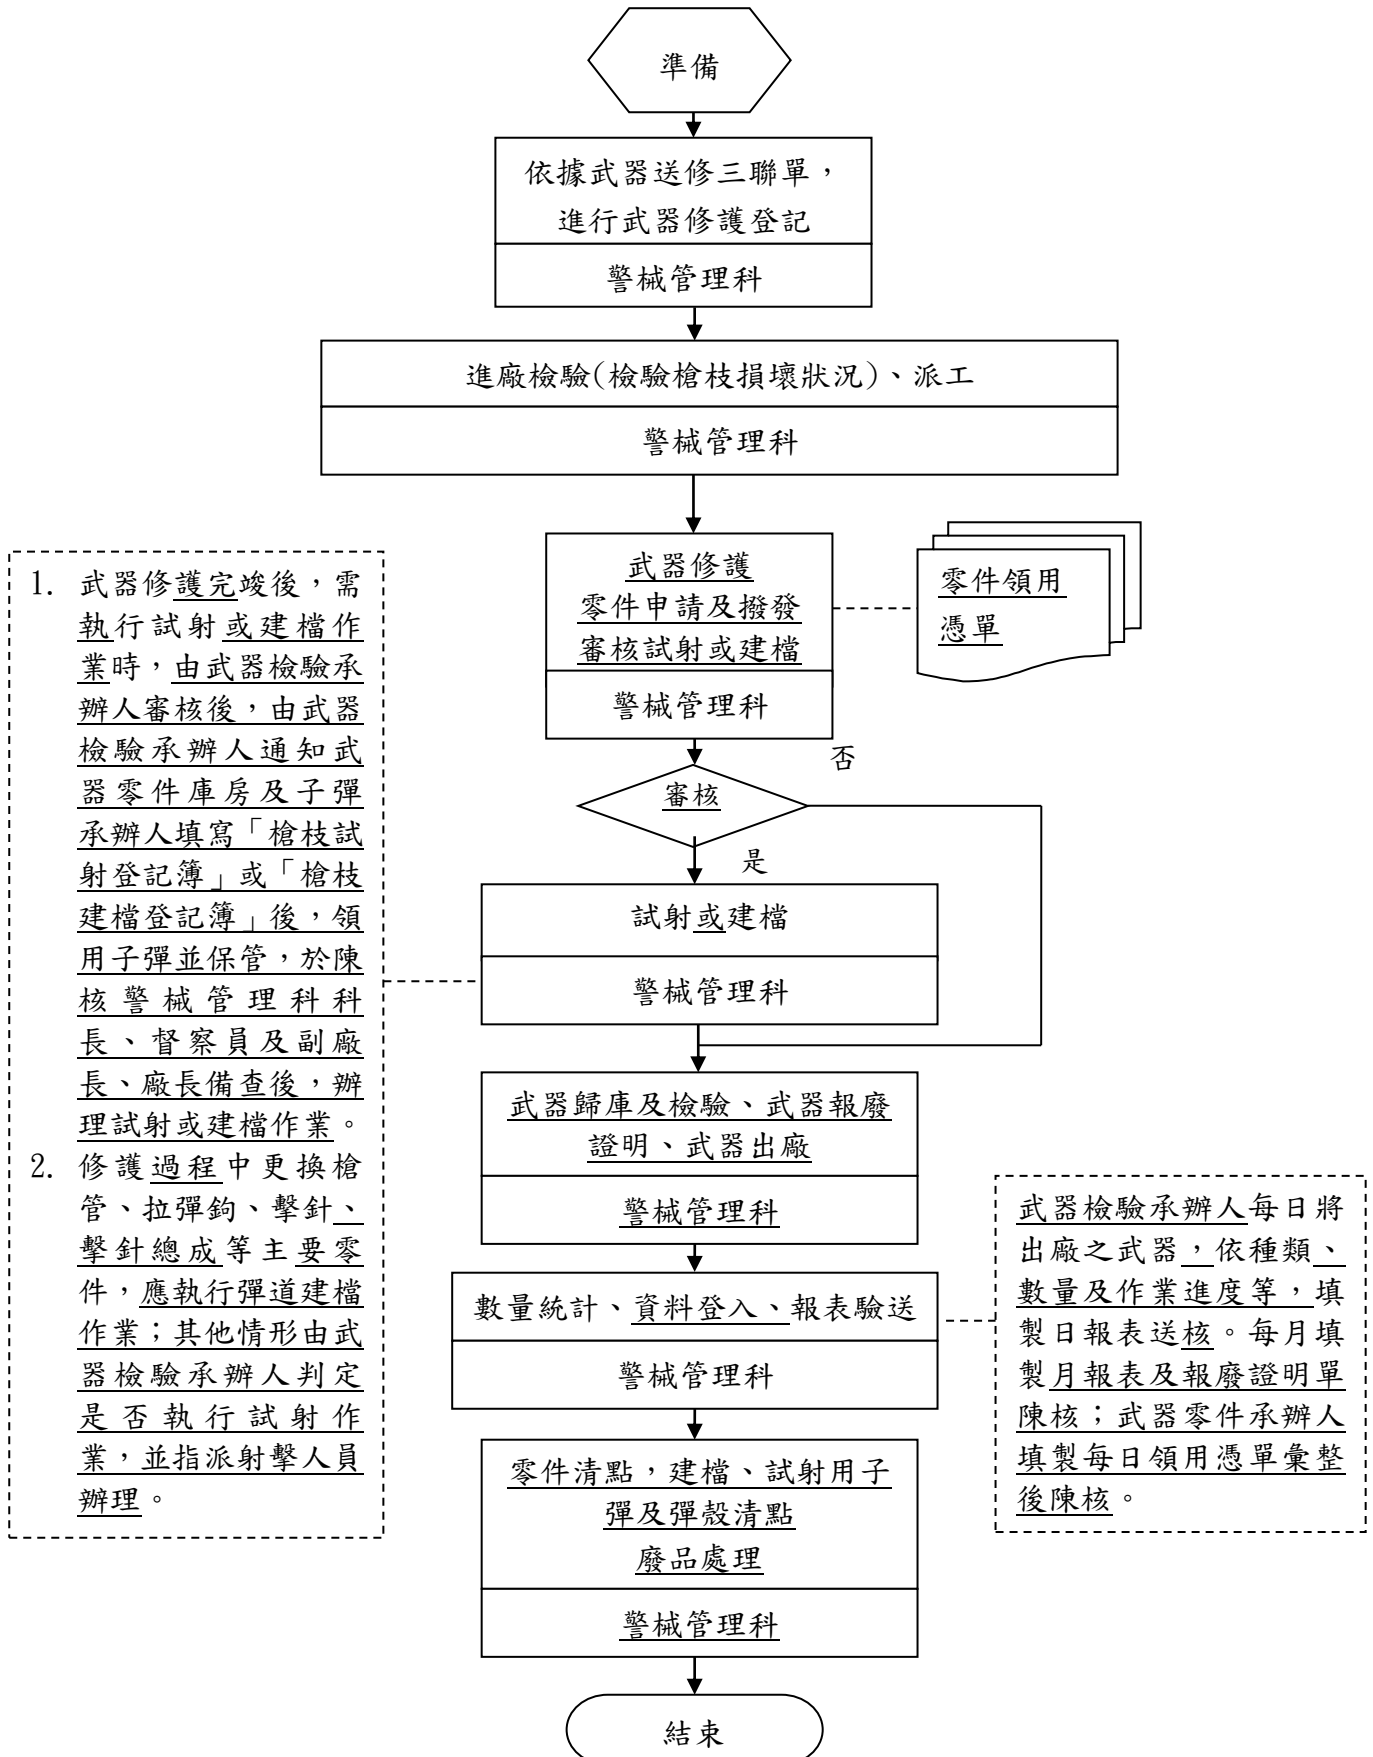 準備
依據武器送修三聯單，
進行武器修護登記
警械管理科
進廠檢驗(檢驗槍枝損壞狀況)、派工
警械管理科
武器修護
零件申請及撥發
審核試射或建檔
警械管理科
零件領用
憑單
否
審核
是
試射或建檔
警械管理科
1. 武器修護完竣後，需
執行試射或建檔作
業時，由武器檢驗承
辦人審核後，由武器
檢驗承辦人通知武
器零件庫房及子彈
承辦人填寫「槍枝試
射登記簿」或「槍枝
建檔登記簿」後，領
用子彈並保管，於陳
核警械管理科科
長、督察員及副廠
長、廠長備查後，辦
理試射或建檔作業。
2. 修護過程中更換槍
管、拉彈鉤、擊針、
擊針總成等主要零
件，應執行彈道建檔
作業；其他情形由武
器檢驗承辦人判定
是否執行試射作
業，並指派射擊人員
辦理。
武器歸庫及檢驗、武器報廢
證明、武器出廠
警械管理科
數量統計、資料登入、報表驗送
警械管理科
武器檢驗承辦人每日將
出廠之武器，依種類、
數量及作業進度等，填
製日報表送核。每月填
製月報表及報廢證明單
陳核；武器零件承辦人
填製每日領用憑單彙整
後陳核。
零件清點，建檔、試射用子
彈及彈殼清點
廢品處理
警械管理科
結束